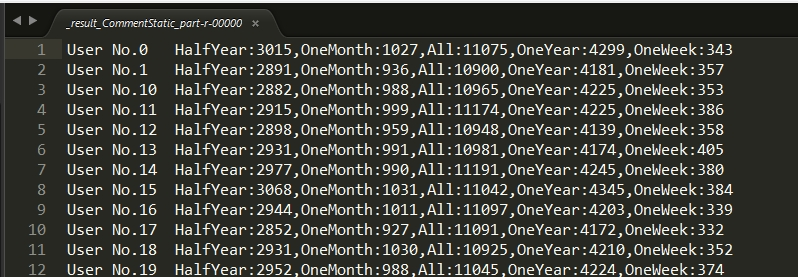 _result_CommentStatic_part-r-00000 ×
1 User No.0 HalfYear:3015,OneMonth:1027,All:11075,OneYear:4299,OneWeek:343
2 User No.1 HalfYear:2891,OneMonth:936,All:10900,OneYear:4181,OneWeek:357
3 User No.10 HalfYear:2882,OneMonth:988,All:10965,OneYear:4225,OneWeek:353
4 User No.11 HalfYear:2915,OneMonth:999,All:11174,OneYear:4225,OneWeek:386
5 User No.12 HalfYear:2898,OneMonth:959,All:10948,OneYear:4139,OneWeek:358
6 User No.13 HalfYear:2931,OneMonth:991,All:10981,OneYear:4174,OneWeek:405
7 User No.14 HalfYear:2977,OneMonth:990,All:11191,OneYear:4245,OneWeek:380
8 User No.15 HalfYear:3068,OneMonth:1031,All:11042,OneYear:4345,OneWeek:384
9 User No.16 HalfYear:2944,OneMonth:1011,All:11097,OneYear:4203,OneWeek:339
10 User No.17 HalfYear:2852,OneMonth:927,All:11091,OneYear:4172,OneWeek:332
11 User No.18 HalfYear:2931,OneMonth:1030,All:10925,OneYear:4210,OneWeek:352
12 User No.19 HalfYear:2952,OneMonth:988,All:11045,OneYear:4224,OneWeek:374